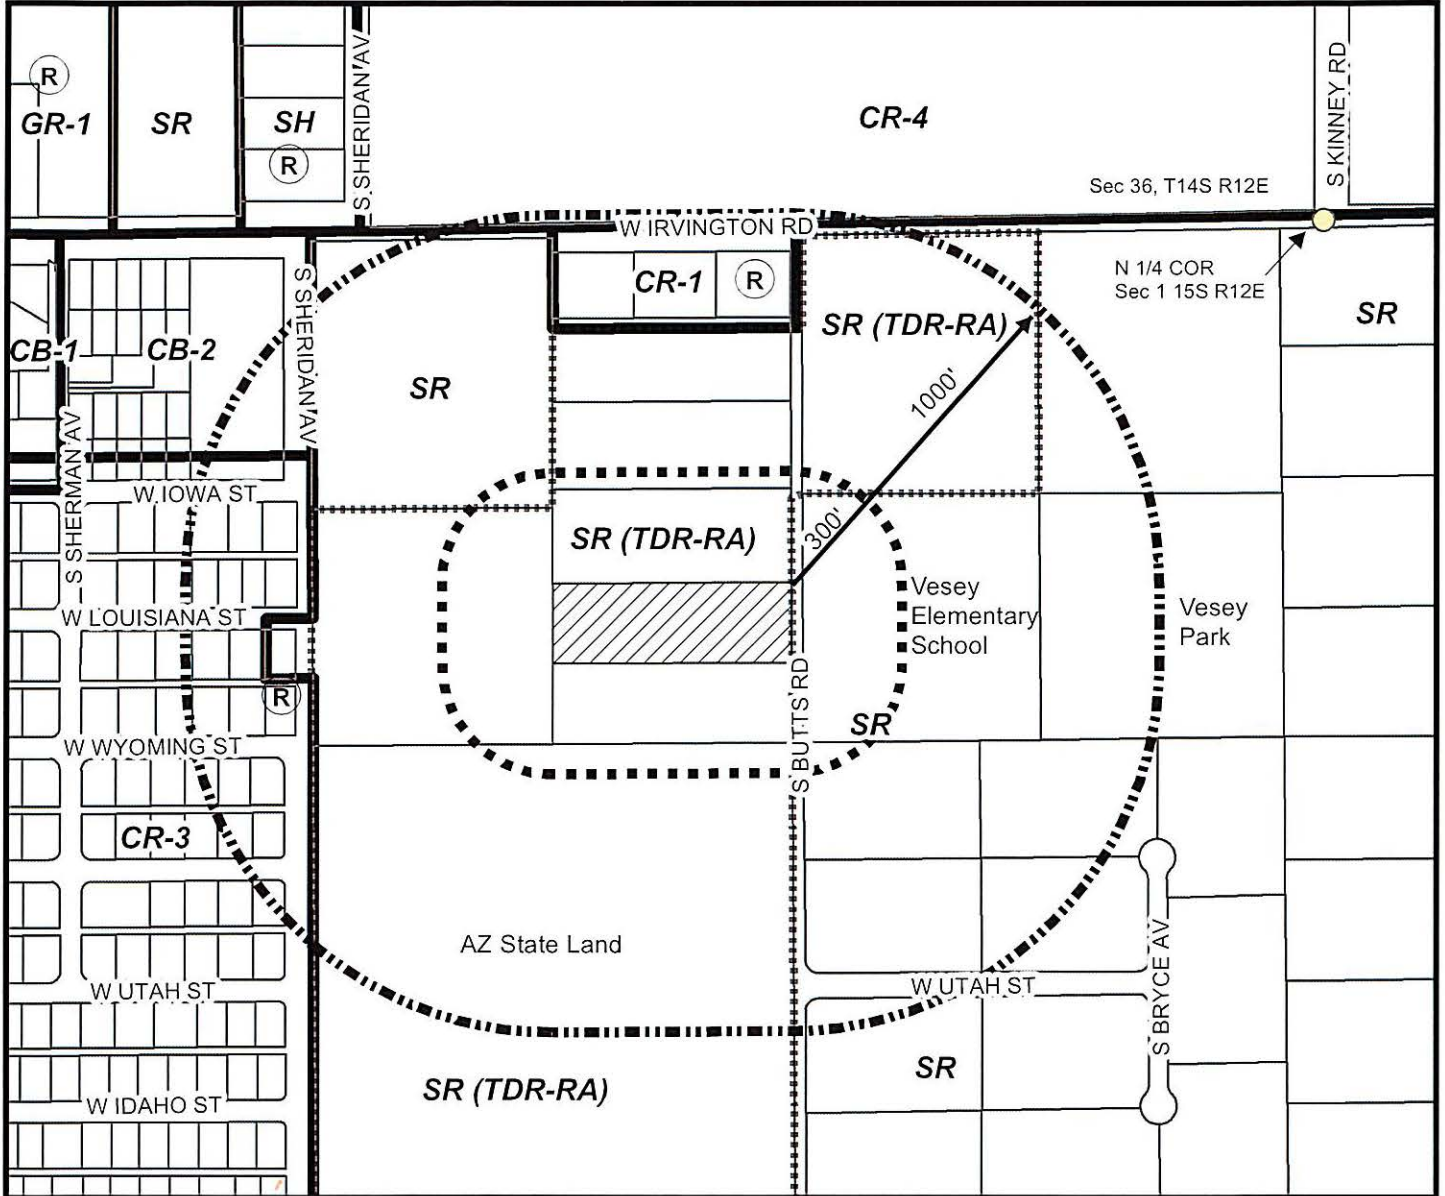 R
GR-1
SR
SH
R
S SHERIDAN AV
CR-4
S KINNEY RD
Sec 36, T14S R12E
W IRVINGTON RD
N 1/4 COR
Sec 1 15S R12E
CR-1
R
SR (TDR-RA)
SR
CB-1
CB-2
S SHERIDAN AV
SR
1000'
S SHERMAN AV
W IOWA ST
SR (TDR-RA)
300'
W LOUISIANA ST
Vesey
Elementary
School
Vesey
Park
R
S BUTTS RD
SR
W WYOMING ST
CR-3
AZ State Land
W UTAH ST
W UTAH ST
S BRYCE AV
SR (TDR-RA)
SR
W IDAHO ST